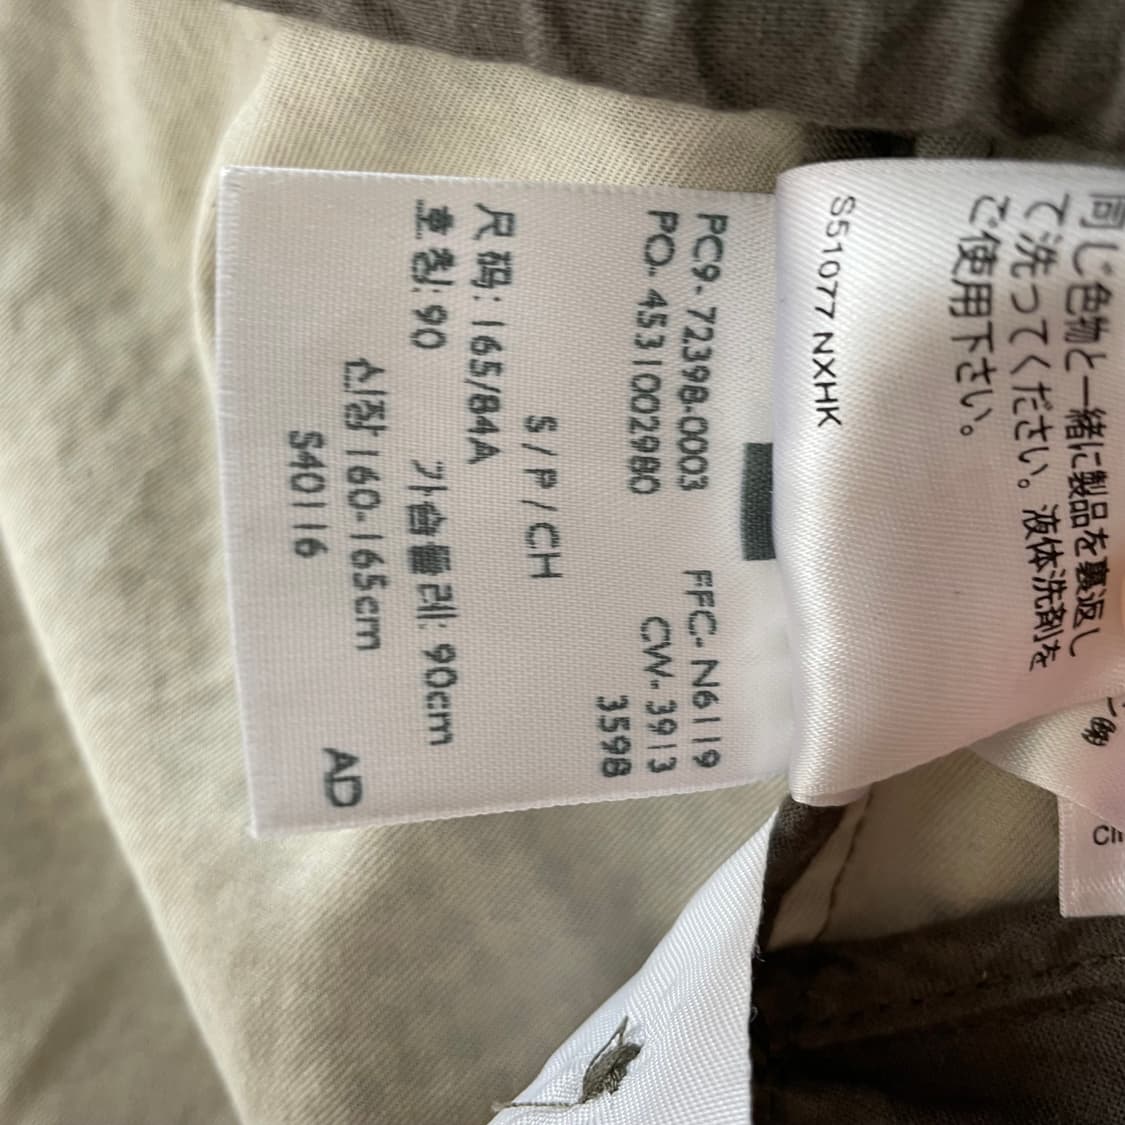 PC9- 72398-0003 FFC- N6119
PO- 4531002980 CW- 3913
3598
S / P / CH
尺 码: 165/84A
호칭: 90 가슴둘레: 90cm
신장 160-165cm
S40116
AD
同じ色物と一緒に製品を裏返し
て洗ってください。液体洗剤を
ご使用下さい。
S51077 NXHK